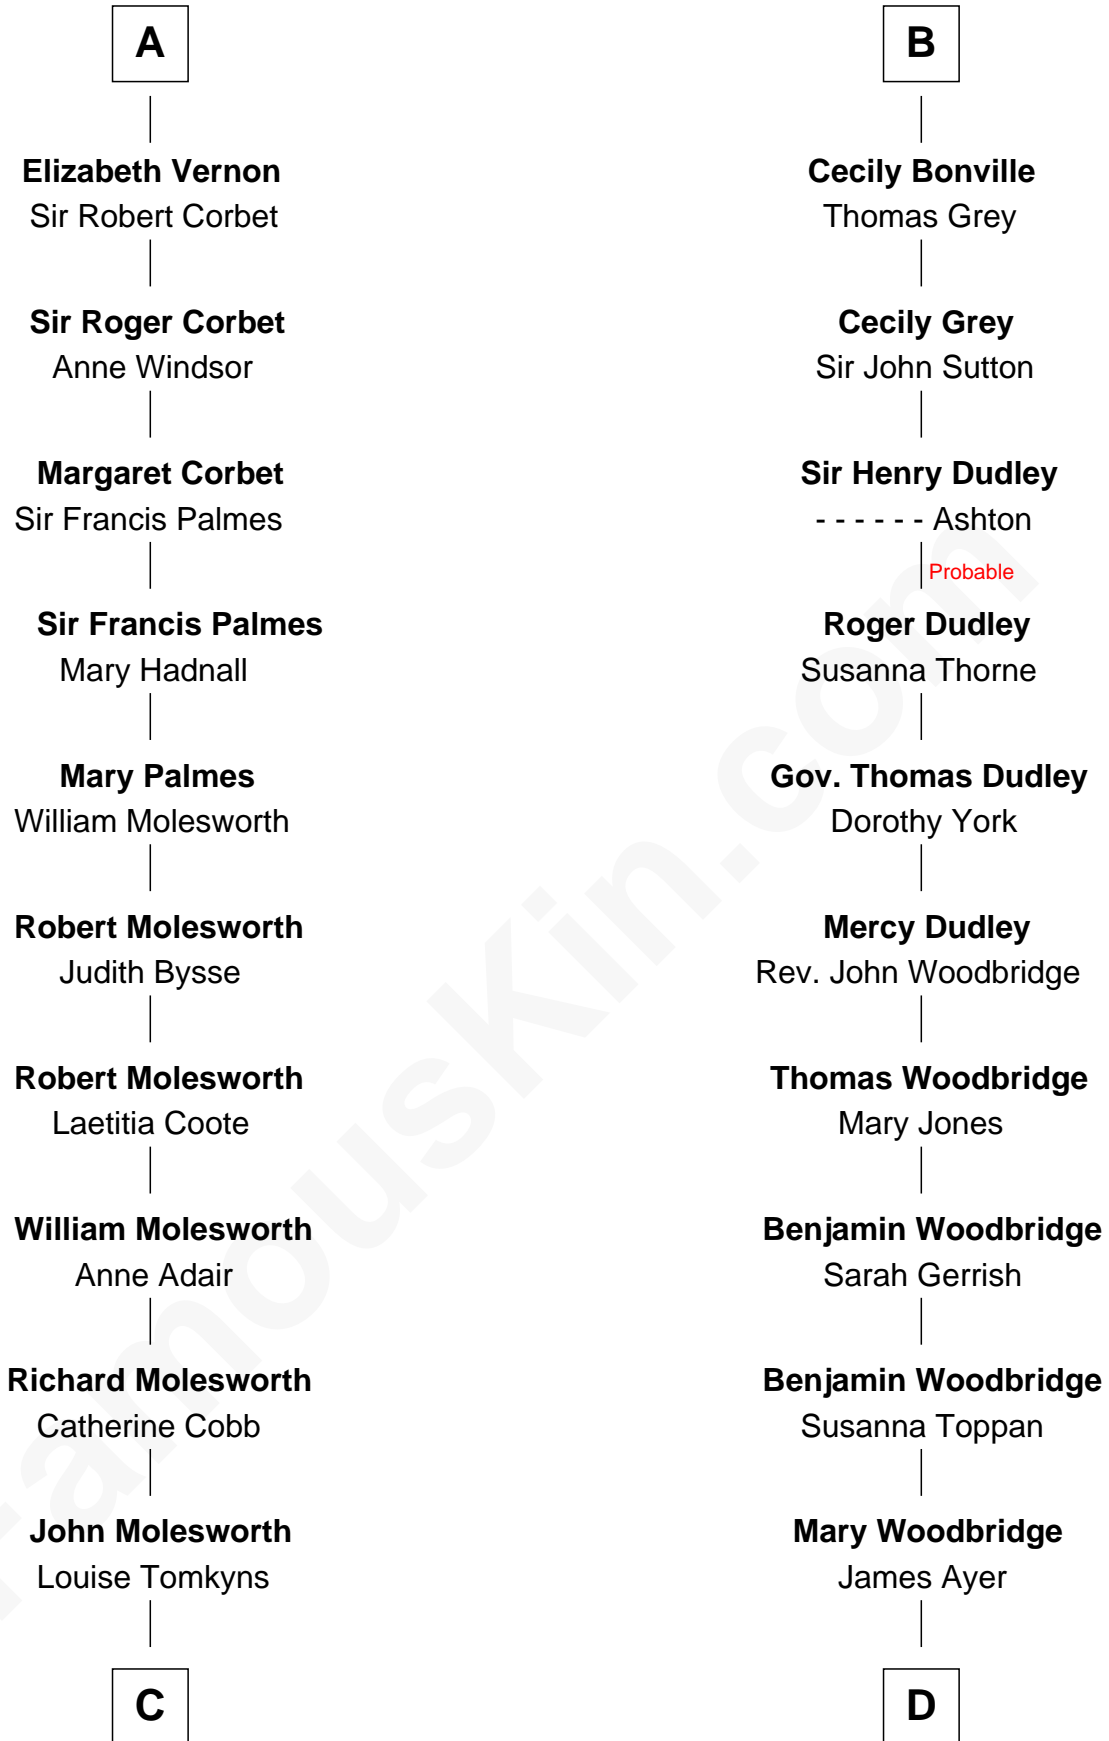 A
Elizabeth Vernon
Sir Robert Corbet
Sir Roger Corbet
Anne Windsor
Margaret Corbet
Sir Francis Palmes
Sir Francis Palmes
Mary Hadnall
Mary Palmes
William Molesworth
Robert Molesworth
Judith Bysse
Robert Molesworth
Laetitia Coote
William Molesworth
Anne Adair
Richard Molesworth
Catherine Cobb
John Molesworth
Louise Tomkyns
C
B
Cecily Bonville
Thomas Grey
Cecily Grey
Sir John Sutton
Sir Henry Dudley
- - - - - - Ashton
Probable
Roger Dudley
Susanna Thorne
Gov. Thomas Dudley
Dorothy York
Mercy Dudley
Rev. John Woodbridge
Thomas Woodbridge
Mary Jones
Benjamin Woodbridge
Sarah Gerrish
Benjamin Woodbridge
Susanna Toppan
Mary Woodbridge
James Ayer
D
FamousKin.com